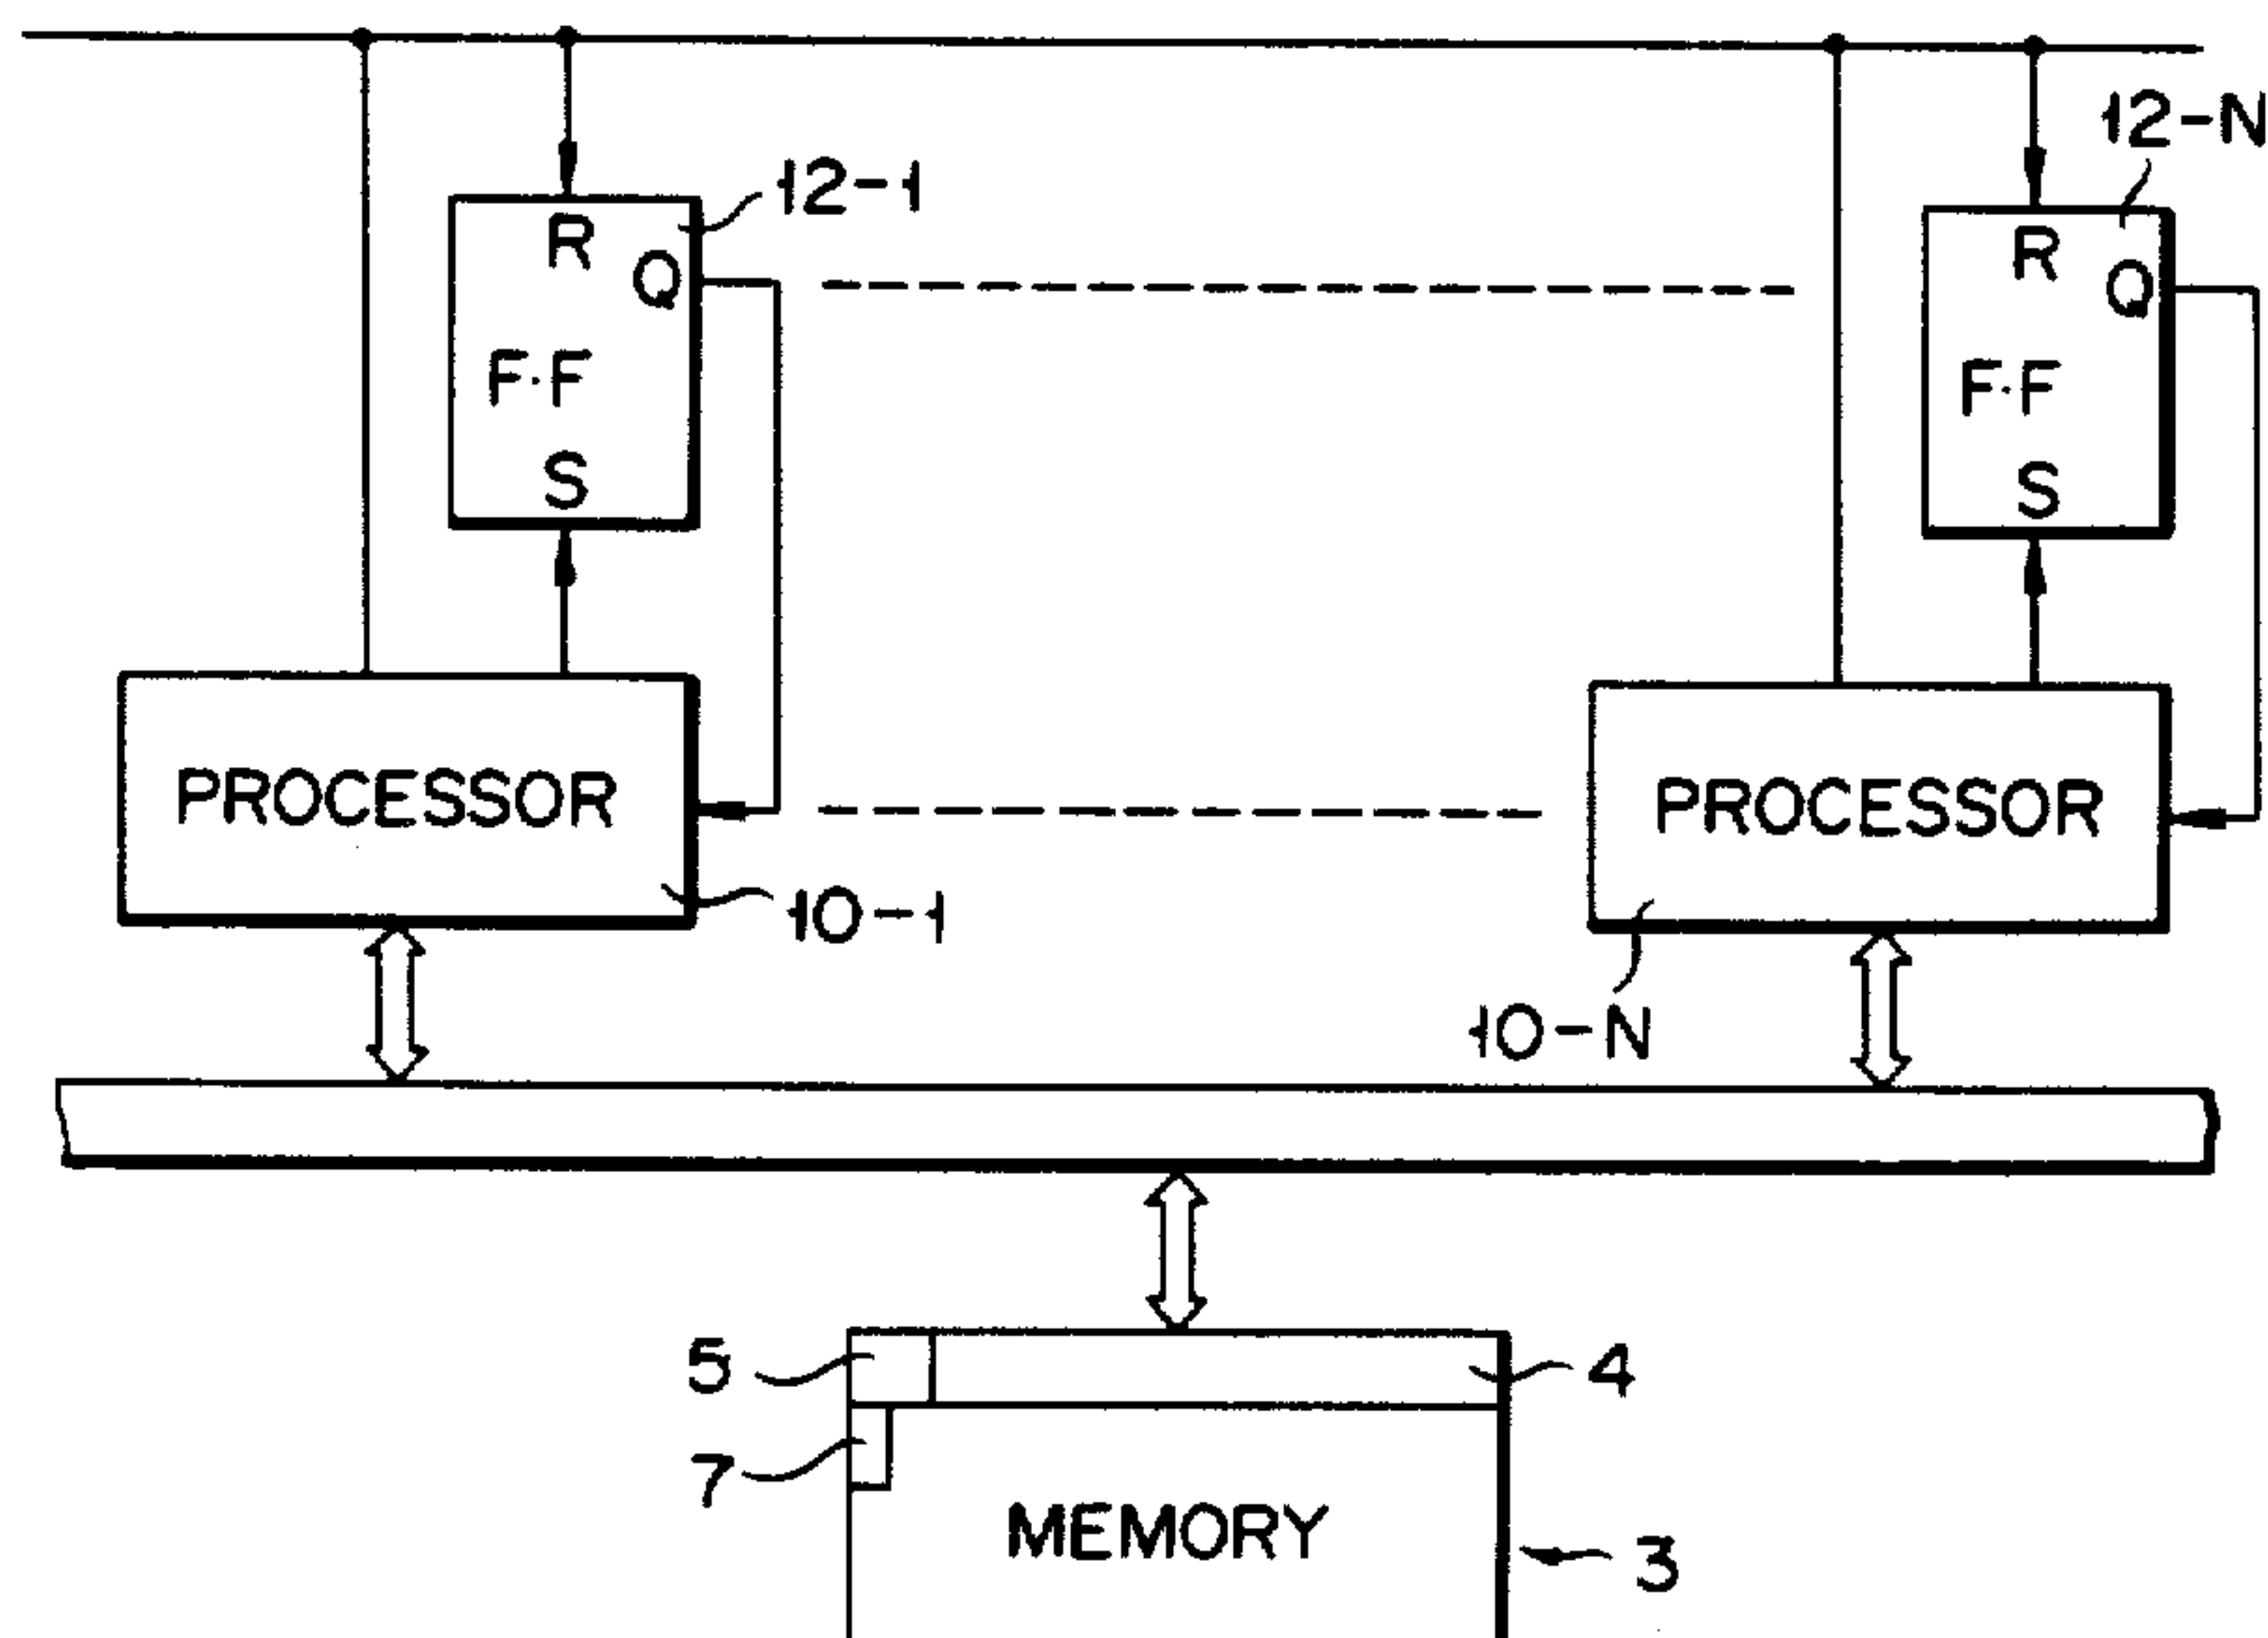 12-N
12-1
R
Q
F·F
S
R
Q
F·F
S
PROCESSOR
PROCESSOR
10-1
10-N
5
4
7
MEMORY
3